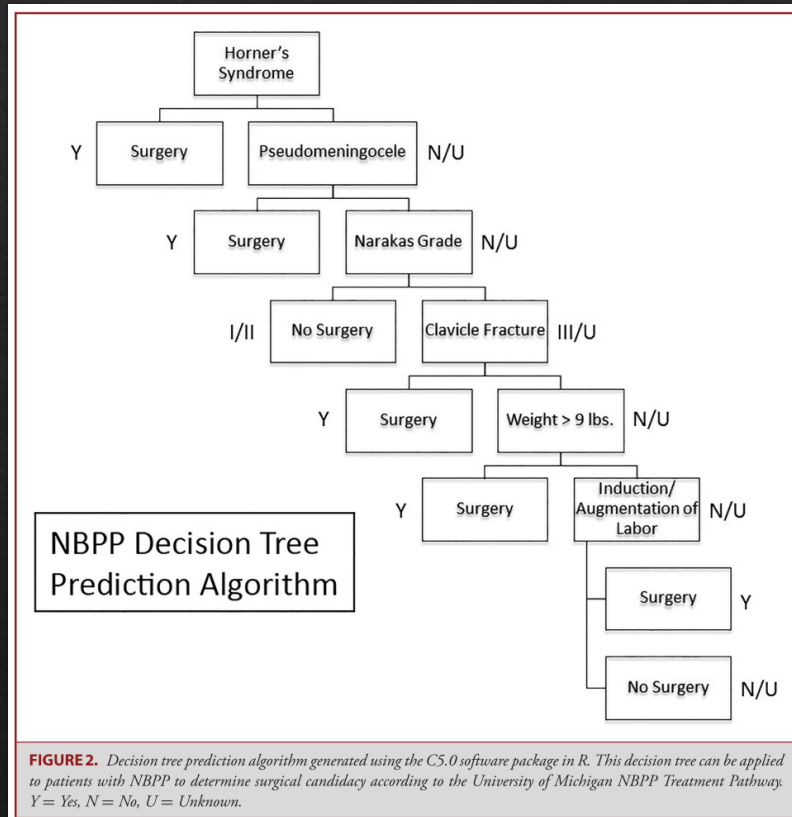 Horner's
Syndrome
Y
Surgery
Pseudomeningocele
N/U
Y
Surgery
Narakas Grade
N/U
I/II
No Surgery
Clavicle Fracture
III/U
Y
Surgery
Weight > 9 lbs.
N/U
Y
Surgery
Induction/
Augmentation of
Labor
N/U
NBPP Decision Tree
Prediction Algorithm
Surgery
Y
No Surgery
N/U
FIGURE 2. Decision tree prediction algorithm generated using the C5.0 software package in R. This decision tree can be applied
to patients with NBPP to determine surgical candidacy according to the University of Michigan NBPP Treatment Pathway.
Y = Yes, N = No, U = Unknown.